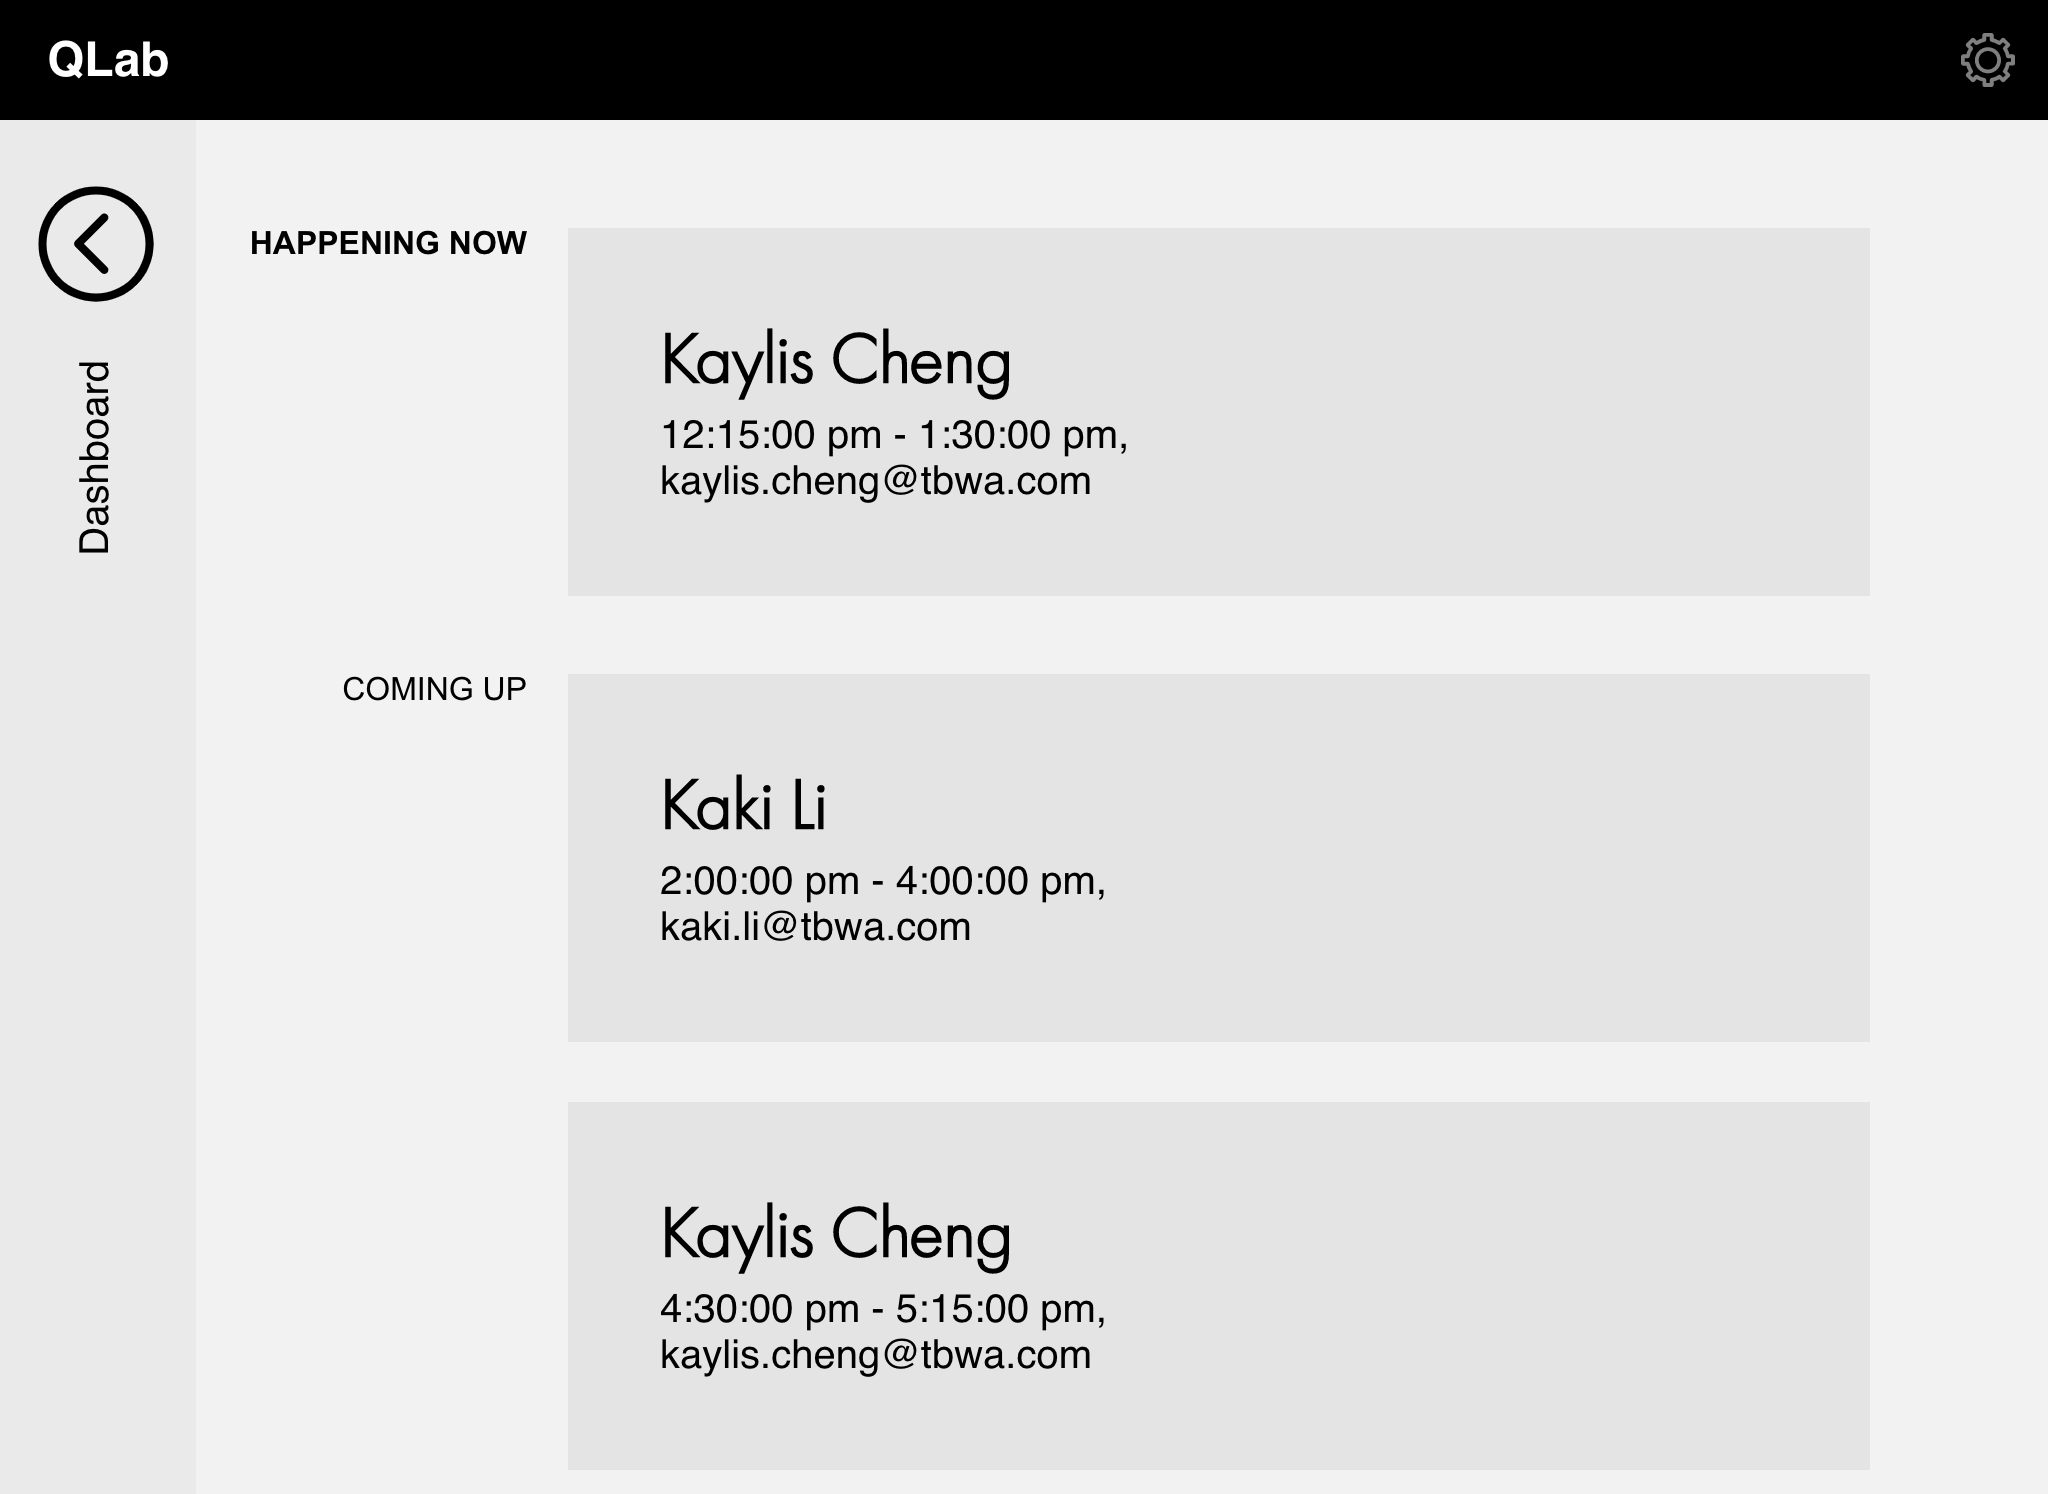 QLab
Dashboard
HAPPENING NOW
Kaylis Cheng
12:15:00 pm - 1:30:00 pm,
kaylis.cheng@tbwa.com
COMING UP
Kaki Li
2:00:00 pm - 4:00:00 pm,
kaki.li@tbwa.com
Kaylis Cheng
4:30:00 pm - 5:15:00 pm,
kaylis.cheng@tbwa.com